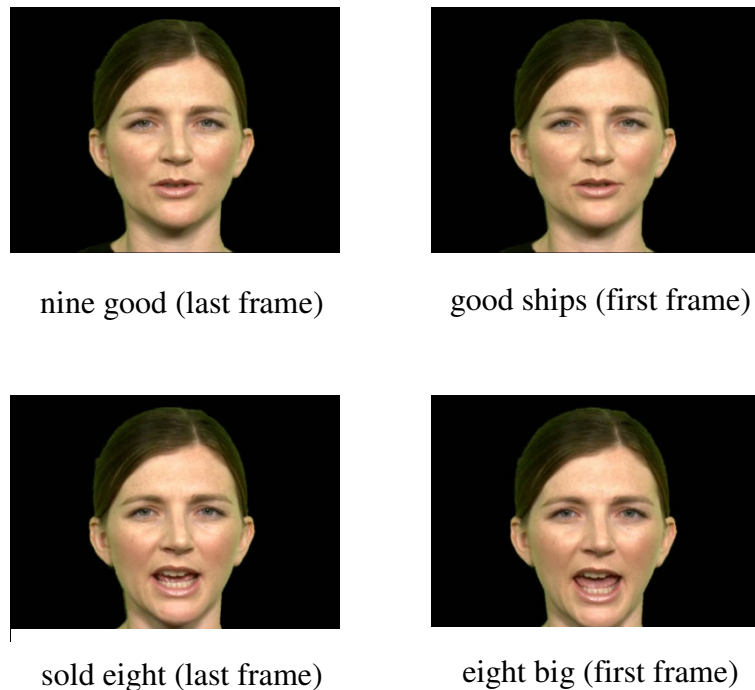 nine good (last frame)
good ships (first frame)
sold eight (last frame)
eight big (first frame)